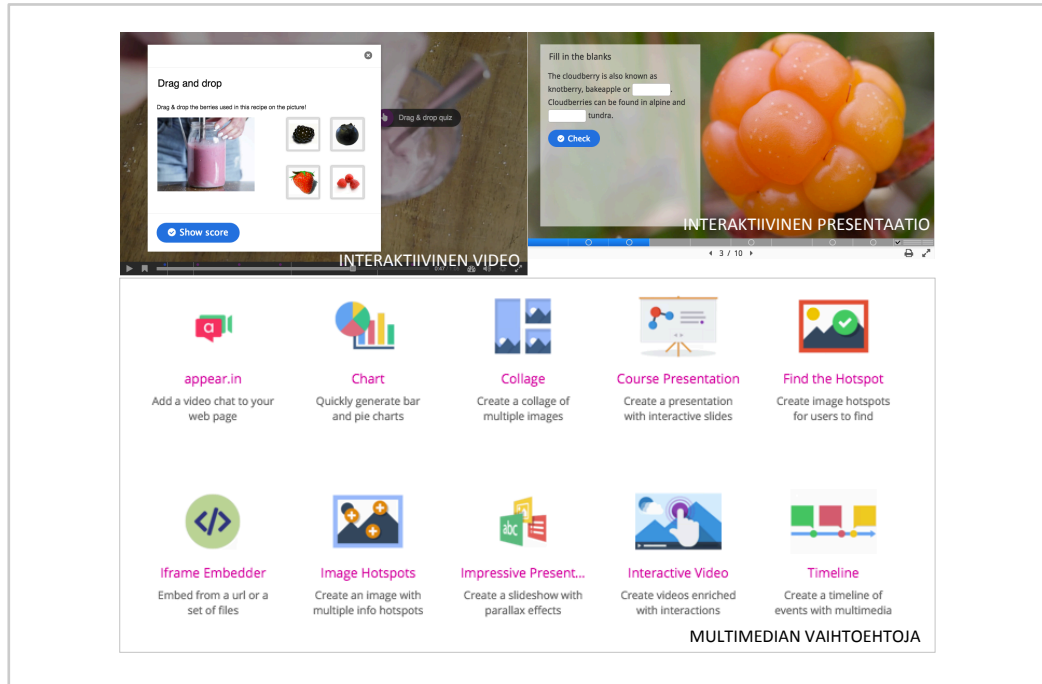 Drag and drop
Drag & drop the berries used in this recipe on the picture!
Show score
Drag & drop quiz
INTERAKTIIVINEN VIDEO
Fill in the blanks
The cloudberry is also known as
knotberry, bakeapple or .
Cloudberries can be found in alpine and
tundra.
Check
INTERAKTIIVINEN PRESENTAATIO
3 / 10
appear.in
Add a video chat to your
web page
Chart
Quickly generate bar
and pie charts
Collage
Create a collage of
multiple images
Course Presentation
Create a presentation
with interactive slides
Find the Hotspot
Create image hotspots
for users to find
Iframe Embedder
Embed from a url or a
set of files
Image Hotspots
Create an image with
multiple info hotspots
abc
Impressive Present...
Create a slideshow with
parallax effects
Interactive Video
Create videos enriched
with interactions
Timeline
Create a timeline of
events with multimedia
MULTIMEDIAN VAIHTOEHTOJA